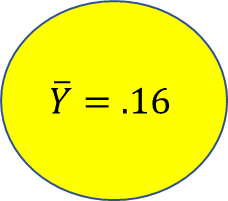 Ȳ = .16